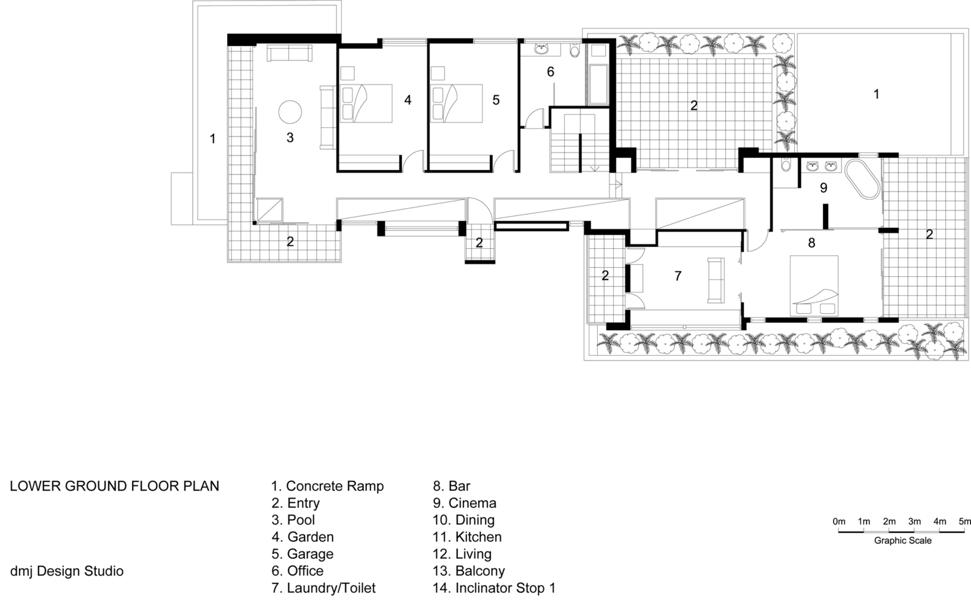 1
3
4
5
6
2
1
9
8
2
1
2
2
2
7
LOWER GROUND FLOOR PLAN
dmj Design Studio
1. Concrete Ramp
2. Entry
3. Pool
4. Garden
5. Garage
6. Office
7. Laundry/Toilet
8. Bar
9. Cinema
10. Dining
11. Kitchen
12. Living
13. Balcony
14. Inclinator Stop 1
0m 1m 2m 3m 4m 5m
Graphic Scale